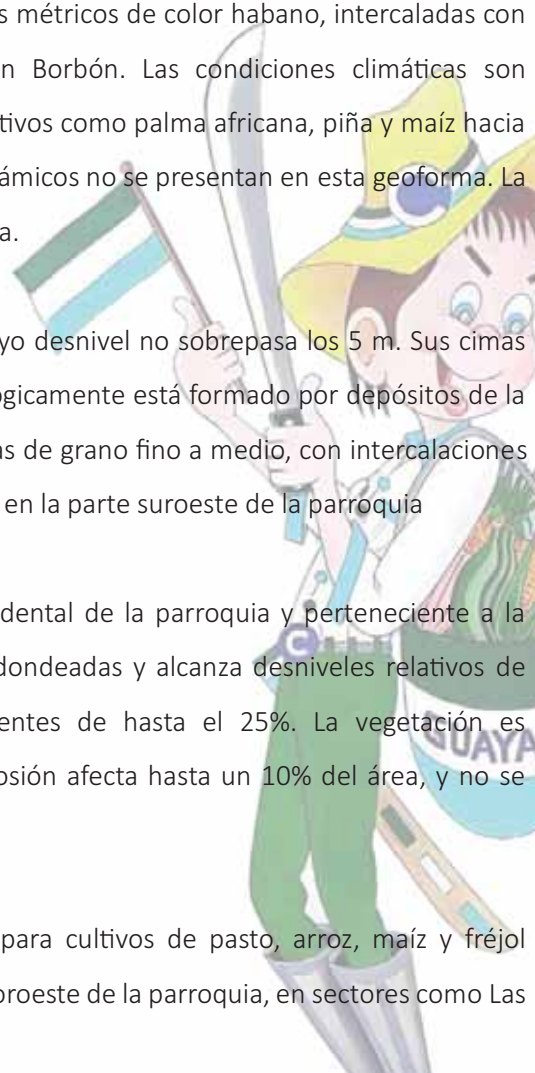 s métricos de color habano, intercaladas con
n Borbón. Las condiciones climáticas son
tivos como palma africana, piña y maíz hacia
ámicos no se presentan en esta geoforma. La
a.
yo desnivel no sobrepasa los 5 m. Sus cimas
ógicamente está formado por depósitos de la
as de grano fino a medio, con intercalaciones
en la parte suroeste de la parroquia
dental de la parroquia y perteneciente a la
dondeadas y alcanza desniveles relativos de
entes de hasta el 25%. La vegetación es
osión afecta hasta un 10% del área, y no se
para cultivos de pasto, arroz, maíz y fréjol
oroeste de la parroquia, en sectores como Las
C
GUAYA